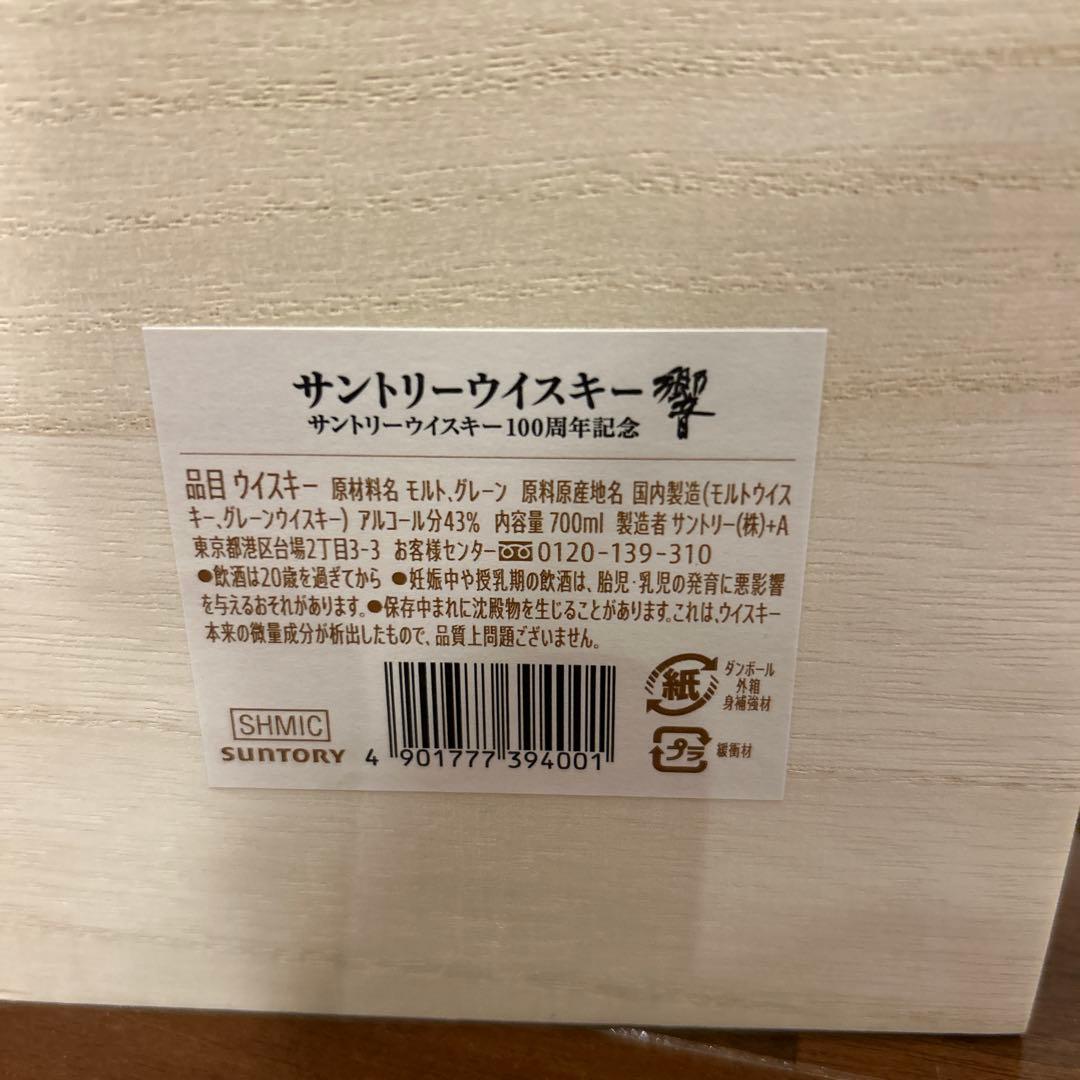 サントリーウイスキー響
サントリーウイスキー100周年記念
品目 ウイスキー 原材料名 モルト、グレーン 原料原産地名 国内製造(モルトウイス
キー、グレーンウイスキー) アルコール分43% 内容量 700ml 製造者 サントリー(株)+A
東京都港区台場2丁目3-3 お客様センター 0120-139-310
●飲酒は20歳を過ぎてから ●妊娠中や授乳期の飲酒は、胎児・乳児の発育に悪影響
を与えるおそれがあります。●保存中まれに沈殿物を生じることがあります。これは、ウイスキー
本来の微量成分が析出したもので、品質上問題ございません。
紙
ダンボール
外箱
身補強材
プラ
緩衝材
SHMIC
SUNTORY
4 901777 394001